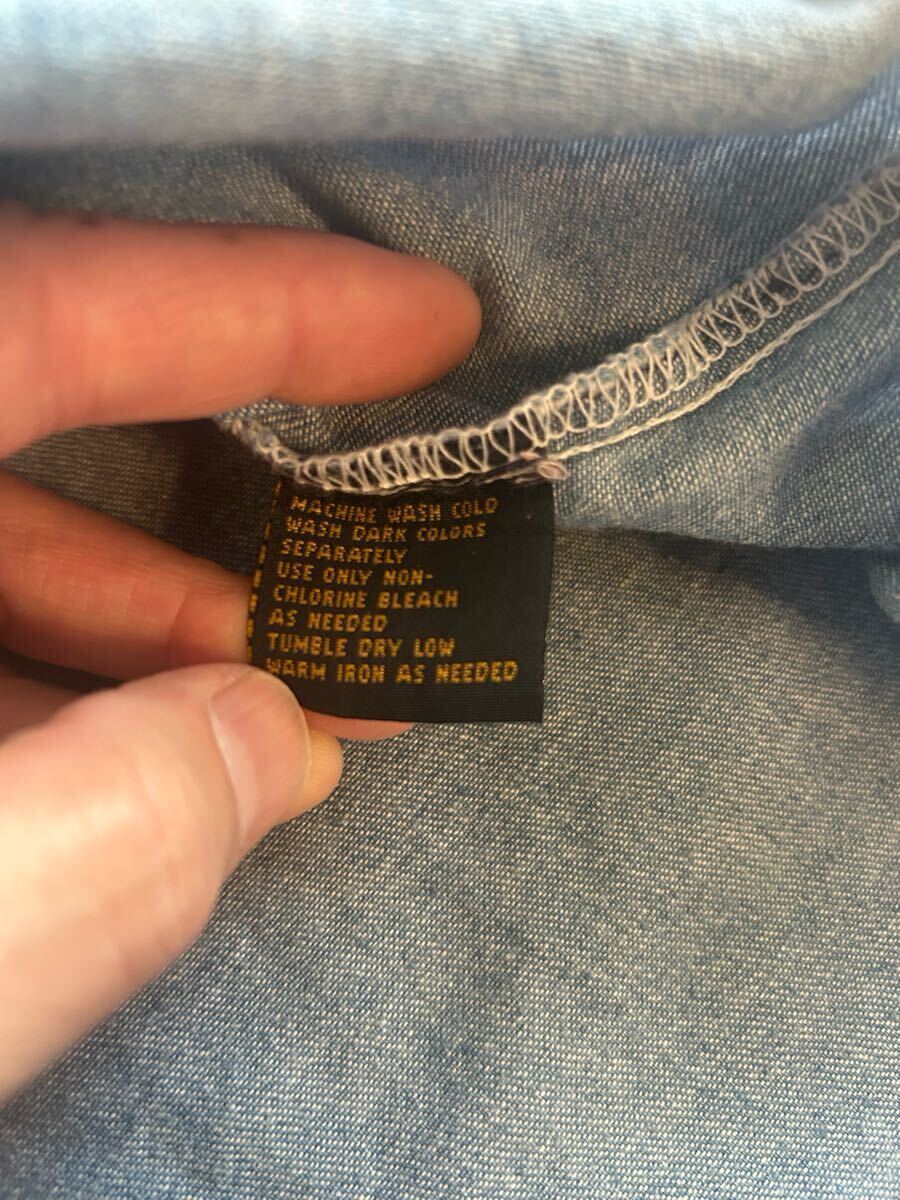 MACHINE WASH COLD
WASH DARK COLORS
SEPARATELY
USE ONLY NON-
CHLORINE BLEACH
AS NEEDED
TUMBLE DRY LOW
WARM IRON AS NEEDED